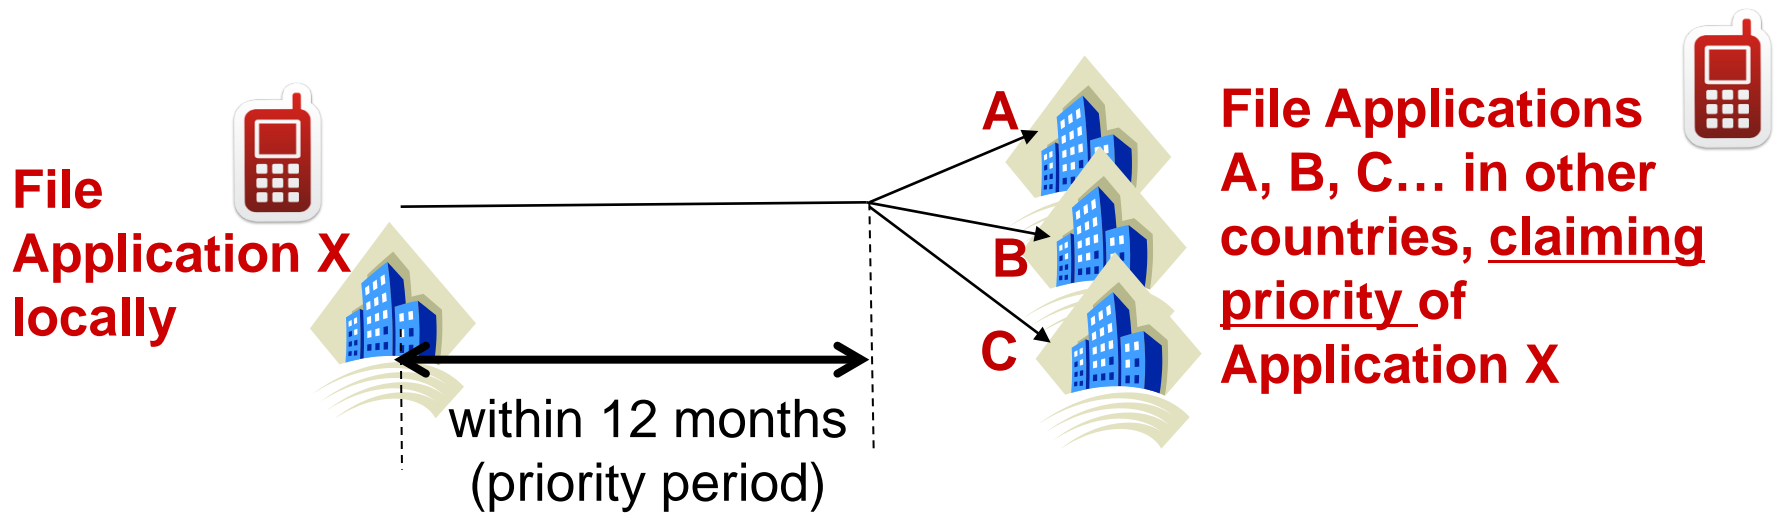 File
Application X
locally
within 12 months
(priority period)
A
B
C
File Applications
A, B, C… in other
countries, claiming
priority of
Application X